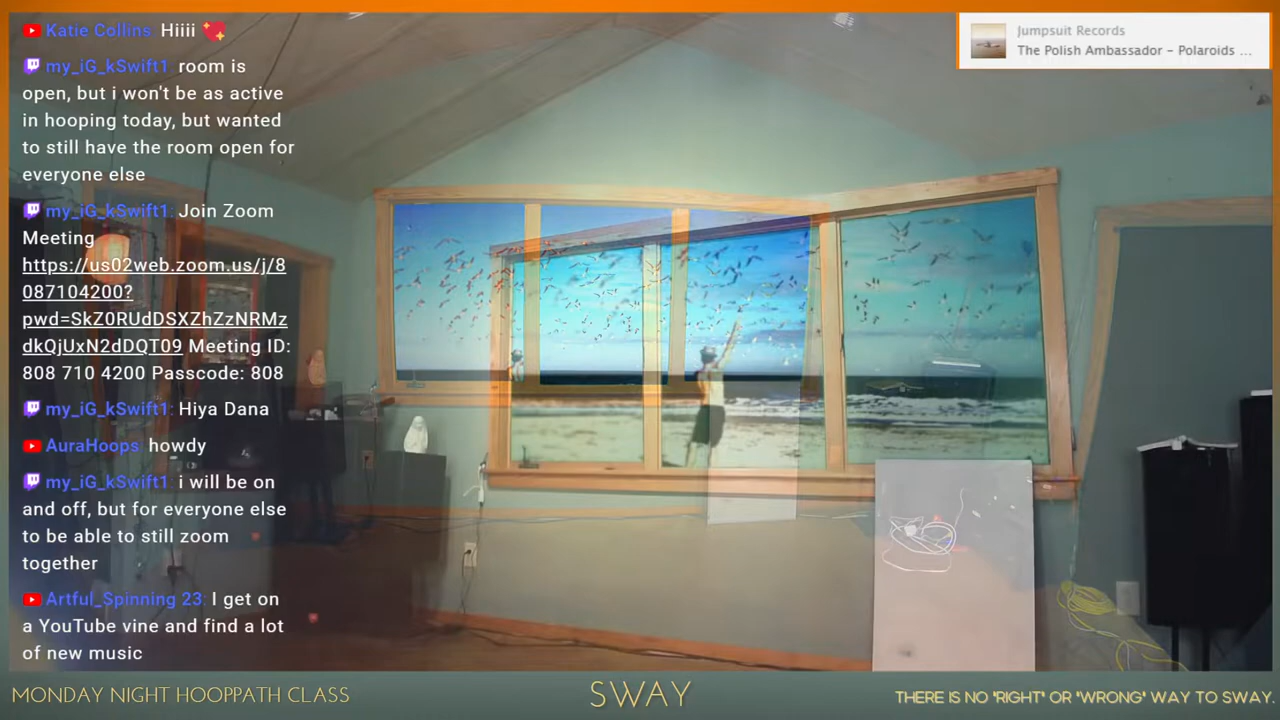 Katie Collins Hiiii 💖
my_iG_kSwift1 room is
open, but i won't be as active
in hooping today, but wanted
to still have the room open for
everyone else
my_iG_kSwift1: Join Zoom
Meeting
https://us02web.zoom.us/j/8
087104200?
pwd=SkZ0RUdDSXZhZzNRMz
dkQjUxN2dDQT09 Meeting ID:
808 710 4200 Passcode: 808
my_iG_kSwift1: Hiya Dana
AuraHoops howdy
my_iG_kSwift1 i will be on
and off, but for everyone else
to be able to still zoom
together
Artful_Spinning 23: I get on
a YouTube vine and find a lot
of new music
Jumpsuit Records
The Polish Ambassador - Polaroids ...
MONDAY NIGHT HOOPPATH CLASS
SWAY
THERE IS NO "RIGHT" OR "WRONG" WAY TO SWAY.